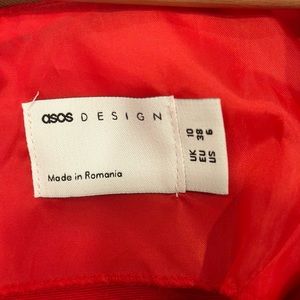 asos DESIGN
Made in Romania
UK 10
EU 38
US 6